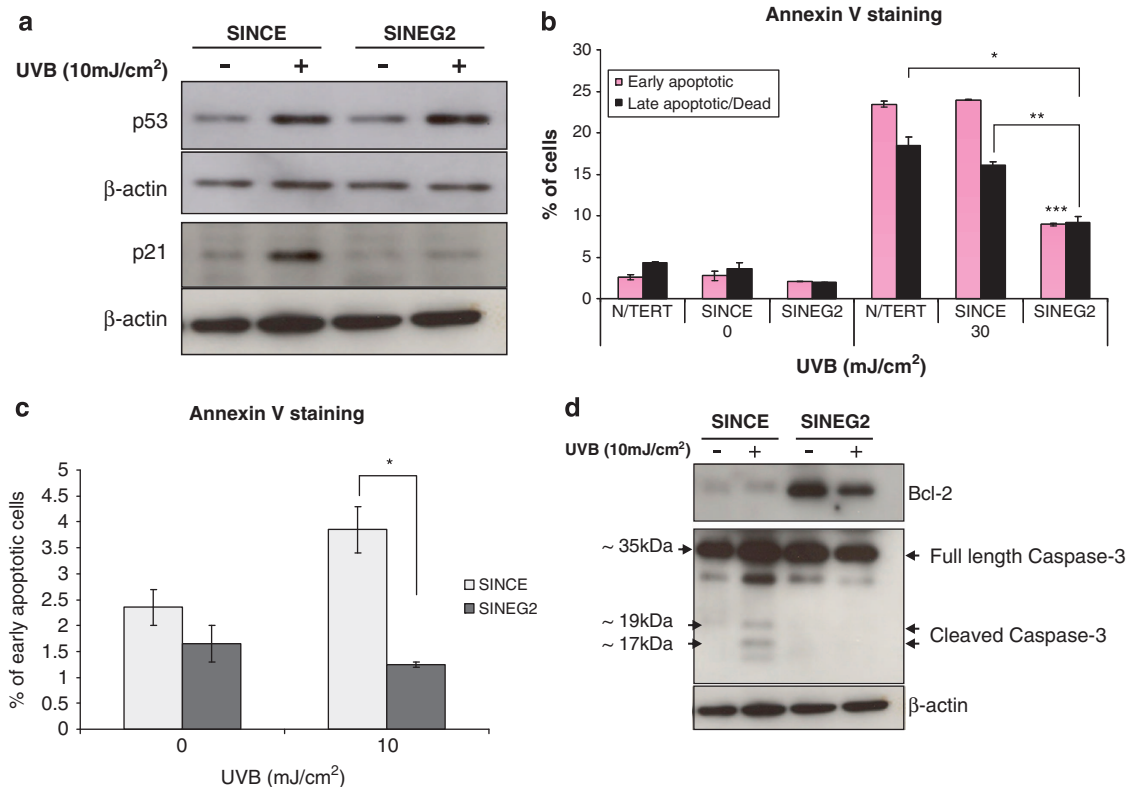 a
SINCE SINEG2
UVB (10mJ/cm²) - + - +
p53
β-actin
p21
β-actin
b
Annexin V staining
Early apoptotic
Late apoptotic/Dead
% of cells
30
25
20
15
10
5
0
*
**
***
N/TERT SINCE SINEG2 N/TERT SINCE SINEG2
0 30
UVB (mJ/cm²)
c
Annexin V staining
% of early apoptotic cells
5
4.5
4
3.5
3
2.5
2
1.5
1
0.5
0
*
SINCE
SINEG2
0 10
UVB (mJ/cm²)
d
SINCE SINEG2
UVB (10mJ/cm²) - + - +
Bcl-2
~ 35kDa Full length Caspase-3
~ 19kDa
~ 17kDa Cleaved Caspase-3
β-actin